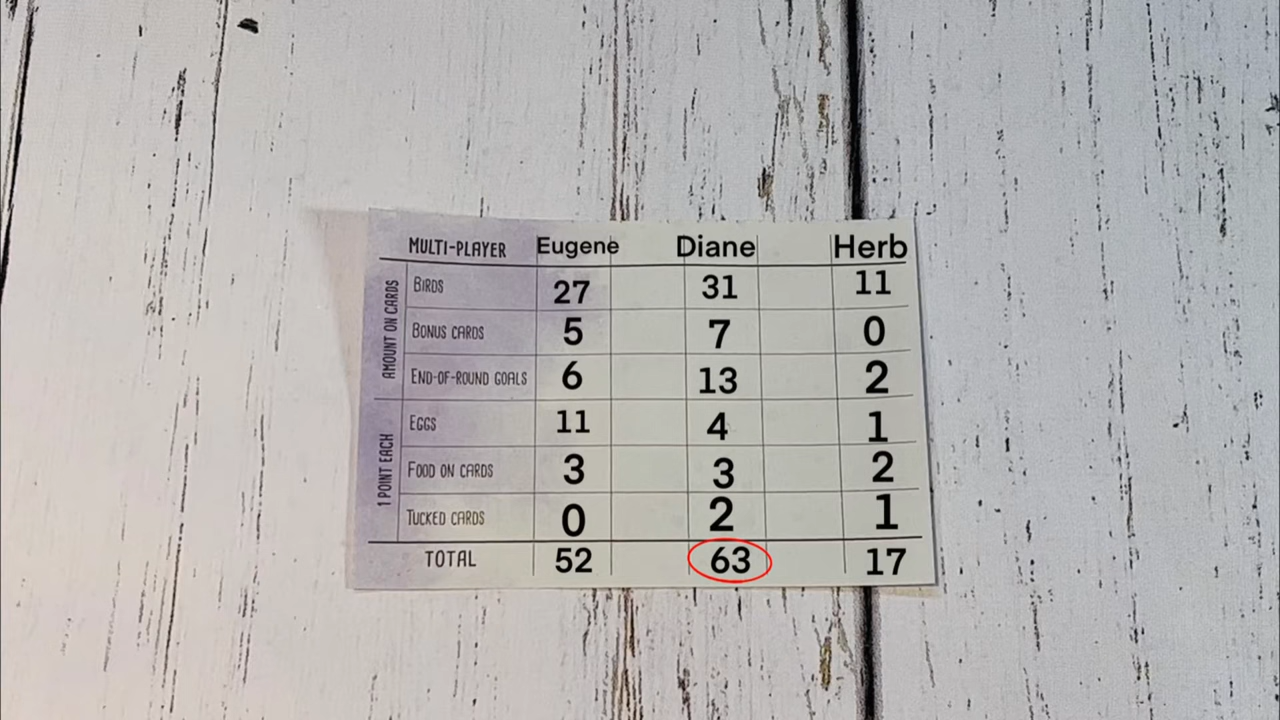 MULTI-PLAYER Eugene Diane Herb
AMOUNT ON CARDS
BIRDS 27 31 11
BONUS CARDS 5 7 0
END-OF-ROUND GOALS 6 13 2
1 POINT EACH
EGGS 11 4 1
FOOD ON CARDS 3 3 2
TUCKED CARDS 0 2 1
TOTAL 52 63 17